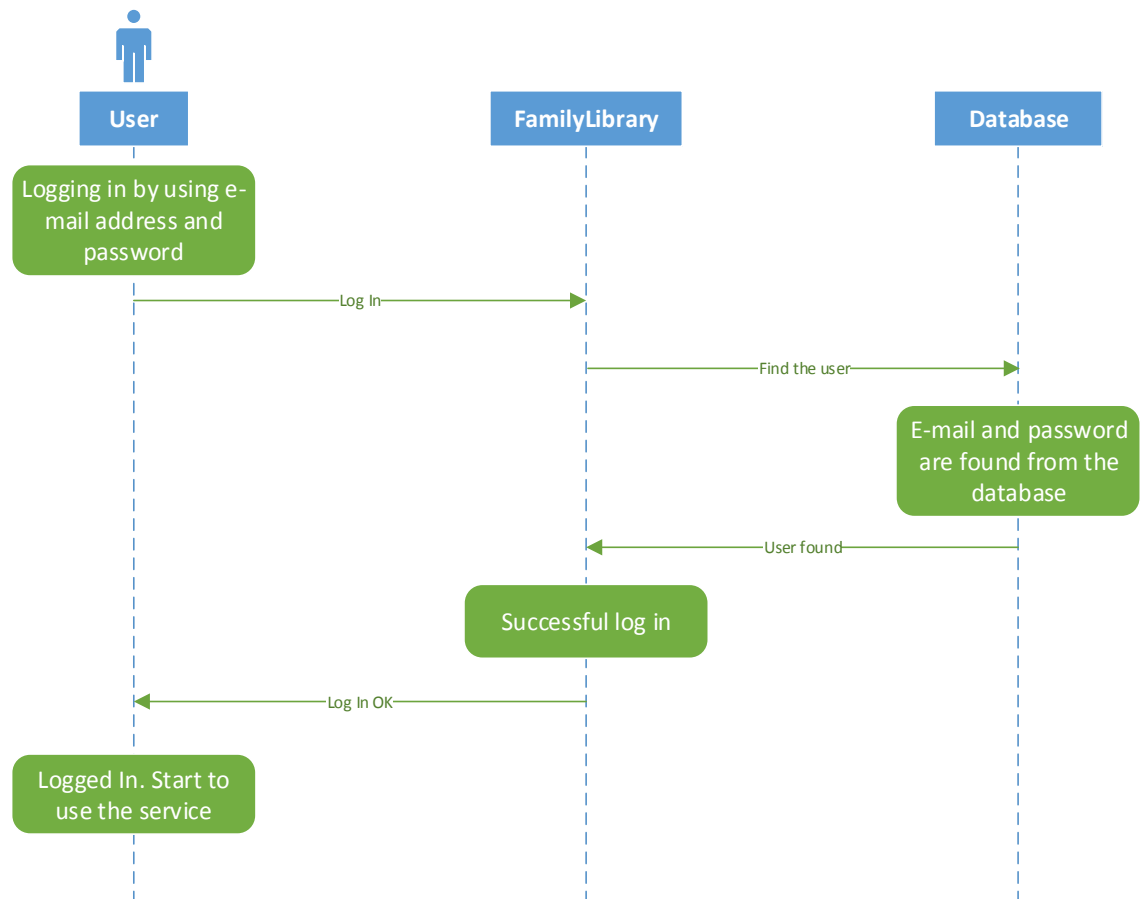 User
FamilyLibrary
Database
Logging in by using e-
mail address and
password
Log In
Find the user
E-mail and password
are found from the
database
User found
Successful log in
Log In OK
Logged In. Start to
use the service